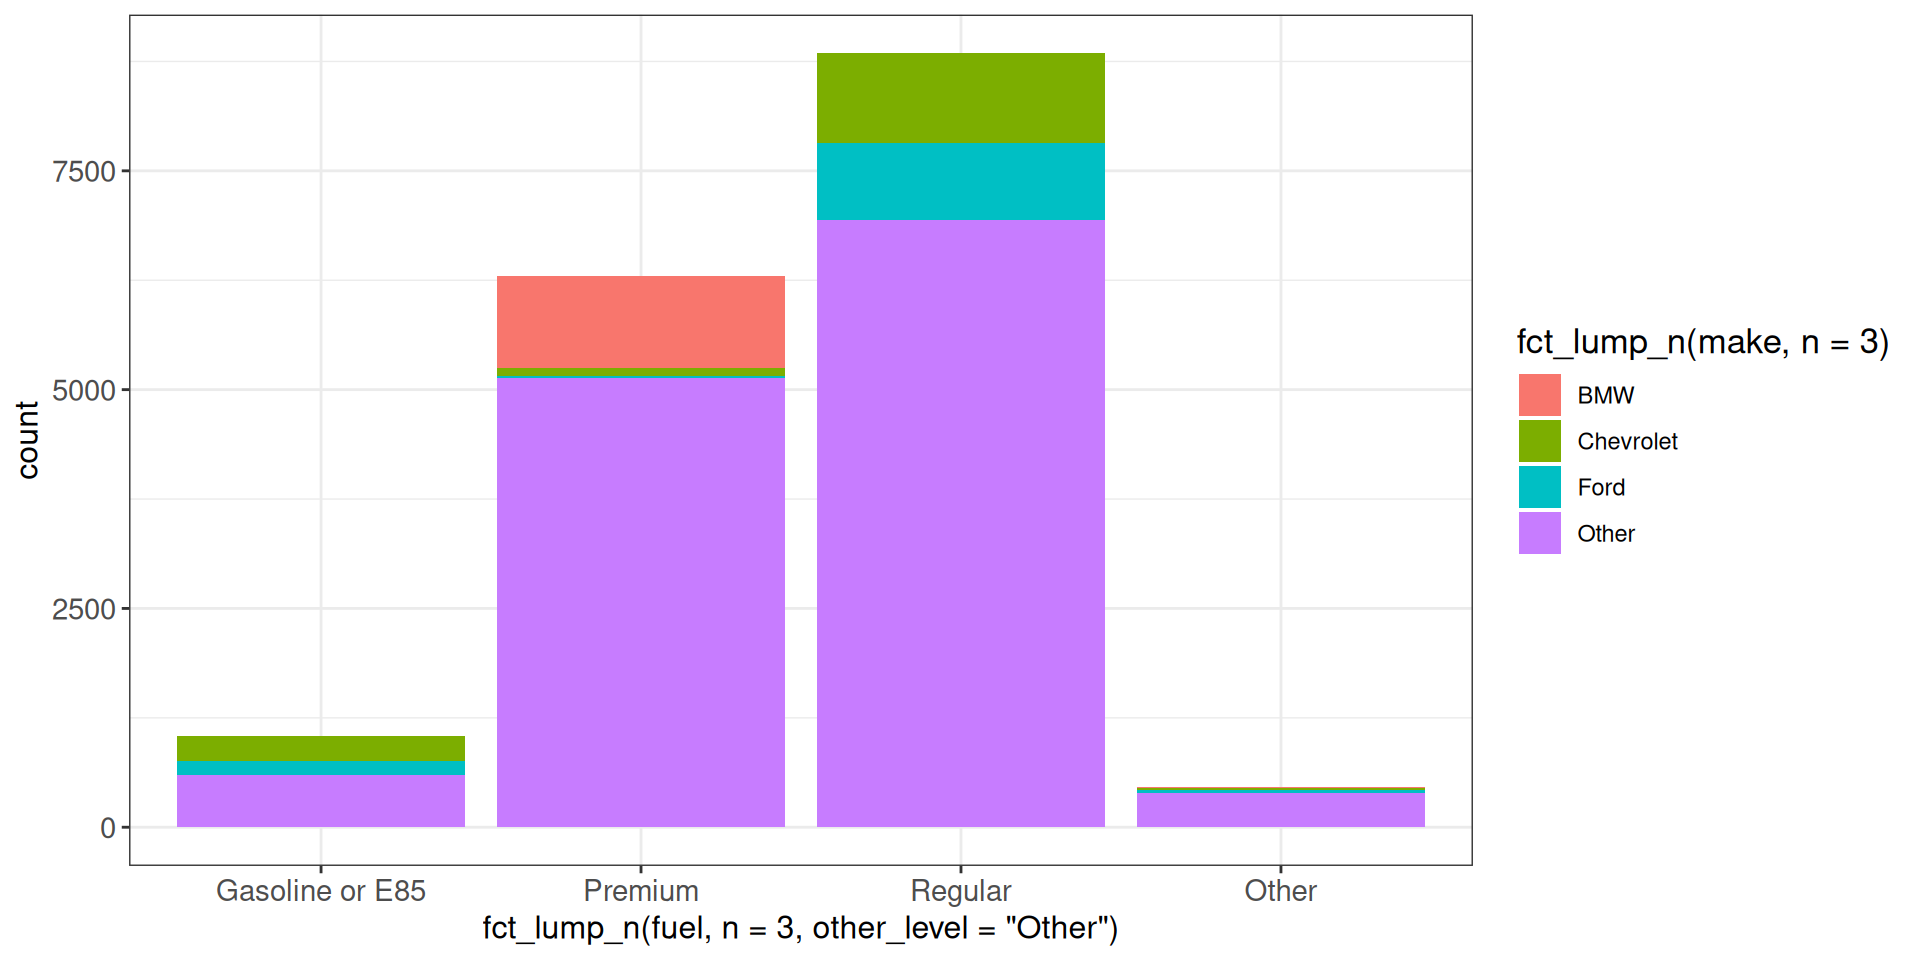 7500
5000
2500
0
count
Gasoline or E85
Premium
Regular
Other
fct_lump_n(fuel, n = 3, other_level = "Other")
fct_lump_n(make, n = 3)
BMW
Chevrolet
Ford
Other